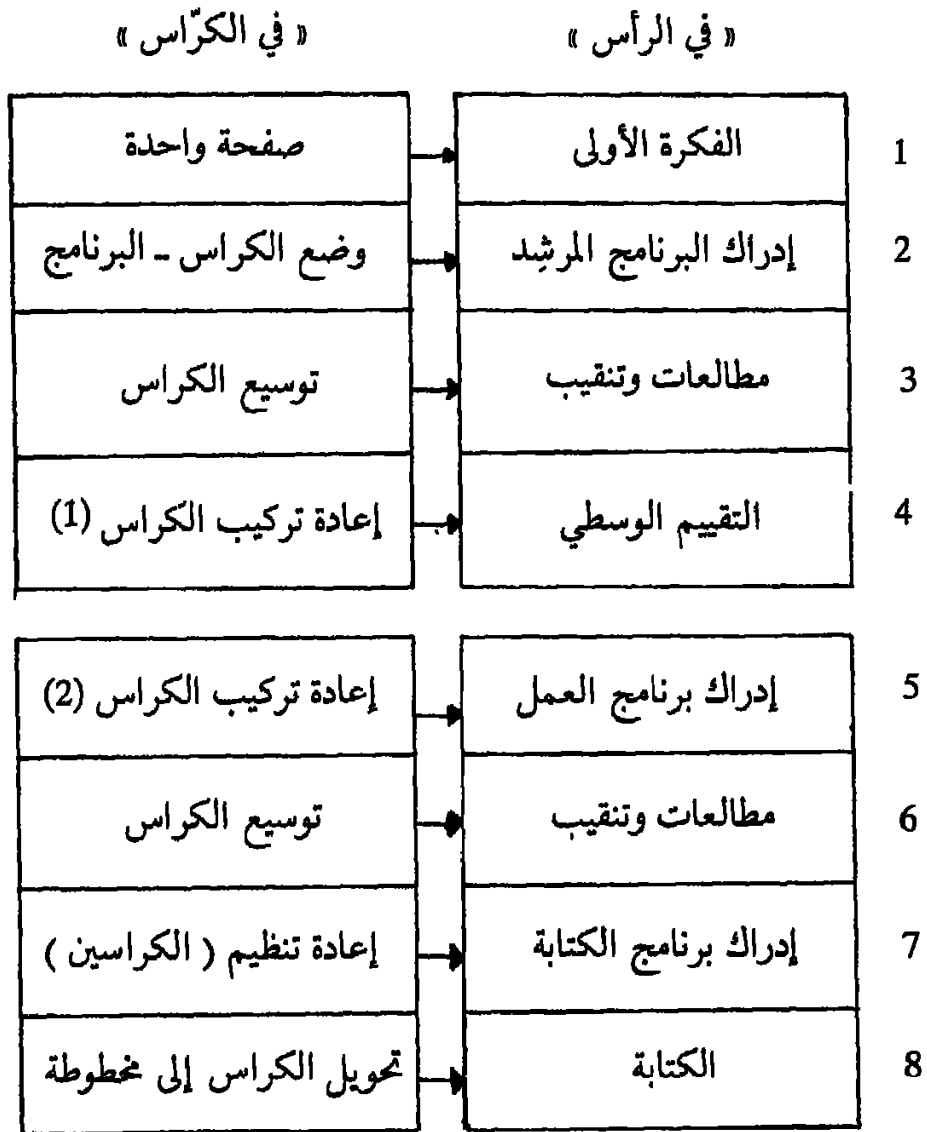 « في الرأس » « في الكرّاس »
1 الفكرة الأولى صفحة واحدة
2 إدراك البرنامج المرشِد وضع الكراس ـ البرنامج
3 مطالعات وتنقيب توسيع الكراس
4 التقييم الوسطي إعادة تركيب الكراس (1)
5 إدراك برنامج العمل إعادة تركيب الكراس (2)
6 مطالعات وتنقيب توسيع الكراس
7 إدراك برنامج الكتابة إعادة تنظيم ( الكراسين )
8 الكتابة تحويل الكراس إلى مخطوطة